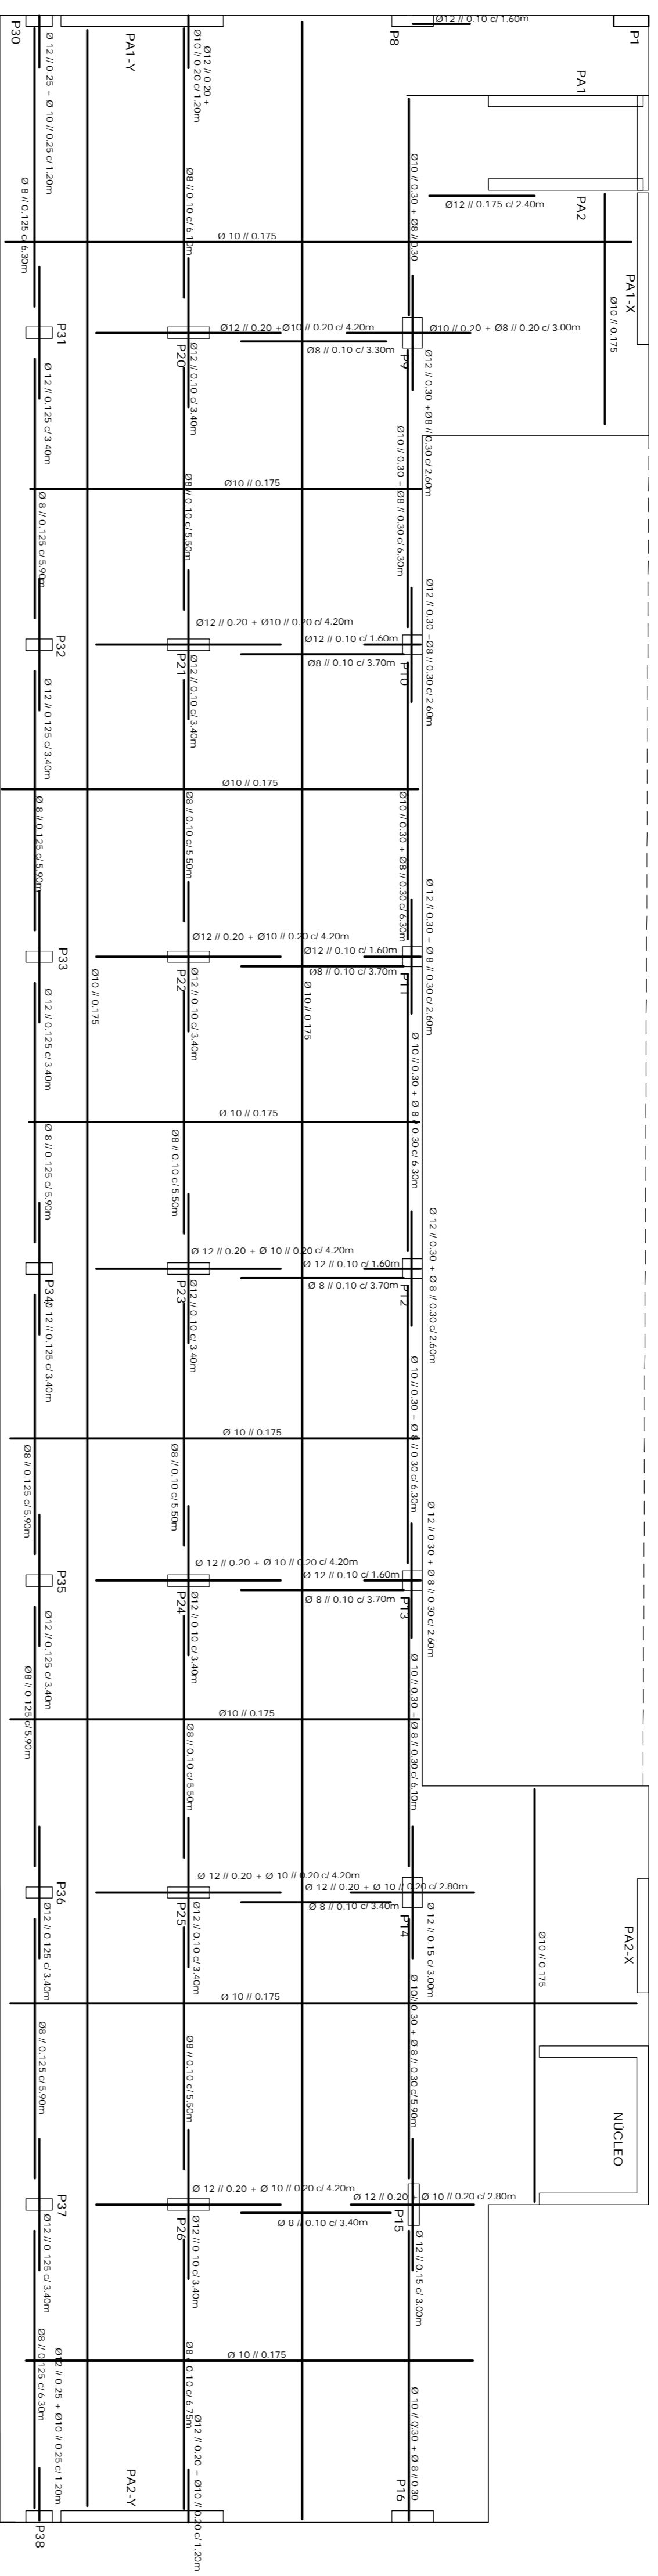 Ø12 // 0.10 c/ 1.60m
P30
PA1-Y
P8
P1
Ø 12 // 0.25 + Ø 10 // 0.25 c/ 1.20m
Ø12 // 0.20 +
Ø10 // 0.20 c/ 1.20m
PA1
PA2
Ø10 // 0.30 + Ø8 // 0.30
Ø12 // 0.175 c/ 2.40m
Ø 8 // 0.125 c/ 6.30m
Ø8 // 0.10 c/ 6.10m
Ø 10 // 0.175
PA1-X
Ø10 // 0.175
P31
P20
Ø12 // 0.20 +Ø10 // 0.20 c/ 4.20m
Ø10 // 0.20 + Ø8 // 0.20 c/ 3.00m
Ø8 // 0.10 c/ 3.30m
P9
Ø 12 // 0.125 c/ 3.40m
Ø12 // 0.10 c/ 3.40m
Ø12 // 0.30 +Ø8 // 0.30 c/ 2.60m
Ø10 // 0.30 + Ø8 // 0.30 c/ 6.30m
Ø10 // 0.175
Ø8 // 0.10 c/ 5.50m
Ø 8 // 0.125 c/ 5.90m
Ø12 // 0.30 +Ø8 // 0.30 c/ 2.60m
Ø12 // 0.20 + Ø10 // 0.20 c/ 4.20m
Ø12 // 0.10 c/ 1.60m
P32
P21
Ø8 // 0.10 c/ 3.70m
P10
Ø 12 // 0.125 c/ 3.40m
Ø12 // 0.10 c/ 3.40m
Ø10 // 0.175
Ø 8 // 0.125 c/ 5.90m
Ø8 // 0.10 c/ 5.50m
Ø10 // 0.30 + Ø8 // 0.30 c/ 6.30m
Ø 12 // 0.30 + Ø 8 // 0.30 c/ 2.60m
Ø12 // 0.20 + Ø10 // 0.20 c/ 4.20m
Ø12 // 0.10 c/ 1.60m
P33
P22
Ø8 // 0.10 c/ 3.70m
P11
Ø10 // 0.175
Ø 10 // 0.175
Ø 12 // 0.125 c/ 3.40m
Ø12 // 0.10 c/ 3.40m
Ø 10 // 0.30 + Ø 8 // 0.30 c/ 6.30m
Ø 10 // 0.175
Ø 8 // 0.125 c/ 5.90m
Ø8 // 0.10 c/ 5.50m
Ø 12 // 0.30 + Ø 8 // 0.30 c/ 2.60m
Ø 12 // 0.20 + Ø 10 // 0.20 c/ 4.20m
Ø 12 // 0.10 c/ 1.60m
P34
P23
Ø 8 // 0.10 c/ 3.70m
P12
Ø 12 // 0.125 c/ 3.40m
Ø12 // 0.10 c/ 3.40m
Ø 10 // 0.30 + Ø 8 // 0.30 c/ 6.30m
Ø 10 // 0.175
Ø8 // 0.125 c/ 5.90m
Ø8 // 0.10 c/ 5.50m
Ø 12 // 0.30 + Ø 8 // 0.30 c/ 2.60m
Ø 12 // 0.20 + Ø 10 // 0.20 c/ 4.20m
Ø 12 // 0.10 c/ 1.60m
P35
P24
Ø 8 // 0.10 c/ 3.70m
P13
Ø12 // 0.125 c/ 3.40m
Ø12 // 0.10 c/ 3.40m
Ø 10 // 0.30 + Ø 8 // 0.30 c/ 6.10m
Ø8 // 0.125 c/ 5.90m
Ø10 // 0.175
Ø8 // 0.10 c/ 5.50m
Ø 12 // 0.20 + Ø 10 // 0.20 c/ 4.20m
Ø 12 // 0.20 + Ø 10 // 0.20 c/ 2.80m
P36
P25
Ø 8 // 0.10 c/ 3.40m
P14
Ø12 // 0.125 c/ 3.40m
Ø12 // 0.10 c/ 3.40m
Ø 12 // 0.15 c/ 3.00m
Ø10 // 0.175
PA2-X
Ø 10 // 0.175
Ø 10// 0.30 + Ø 8 // 0.30 c/ 5.90m
Ø8 // 0.125 c/ 5.90m
Ø8 // 0.10 c/ 5.50m
NÚCLEO
Ø 12 // 0.20 + Ø 10 // 0.20 c/ 4.20m
Ø 12 // 0.20 + Ø 10 // 0.20 c/ 2.80m
P37
P26
Ø 8 // 0.10 c/ 3.40m
P15
Ø12 // 0.125 c/ 3.40m
Ø12 // 0.10 c/ 3.40m
Ø 12 // 0.15 c/ 3.00m
Ø 10 // 0.175
Ø8 // 0.125 c/ 6.30m
Ø12 // 0.25 + Ø10 // 0.25 c/ 1.20m
Ø8 // 0.10 c/ 6.75m
Ø12 // 0.20 + Ø10 // 0.20 c/ 1.20m
Ø 10 // 0.30 + Ø 8 // 0.30
P38
PA2-Y
P16